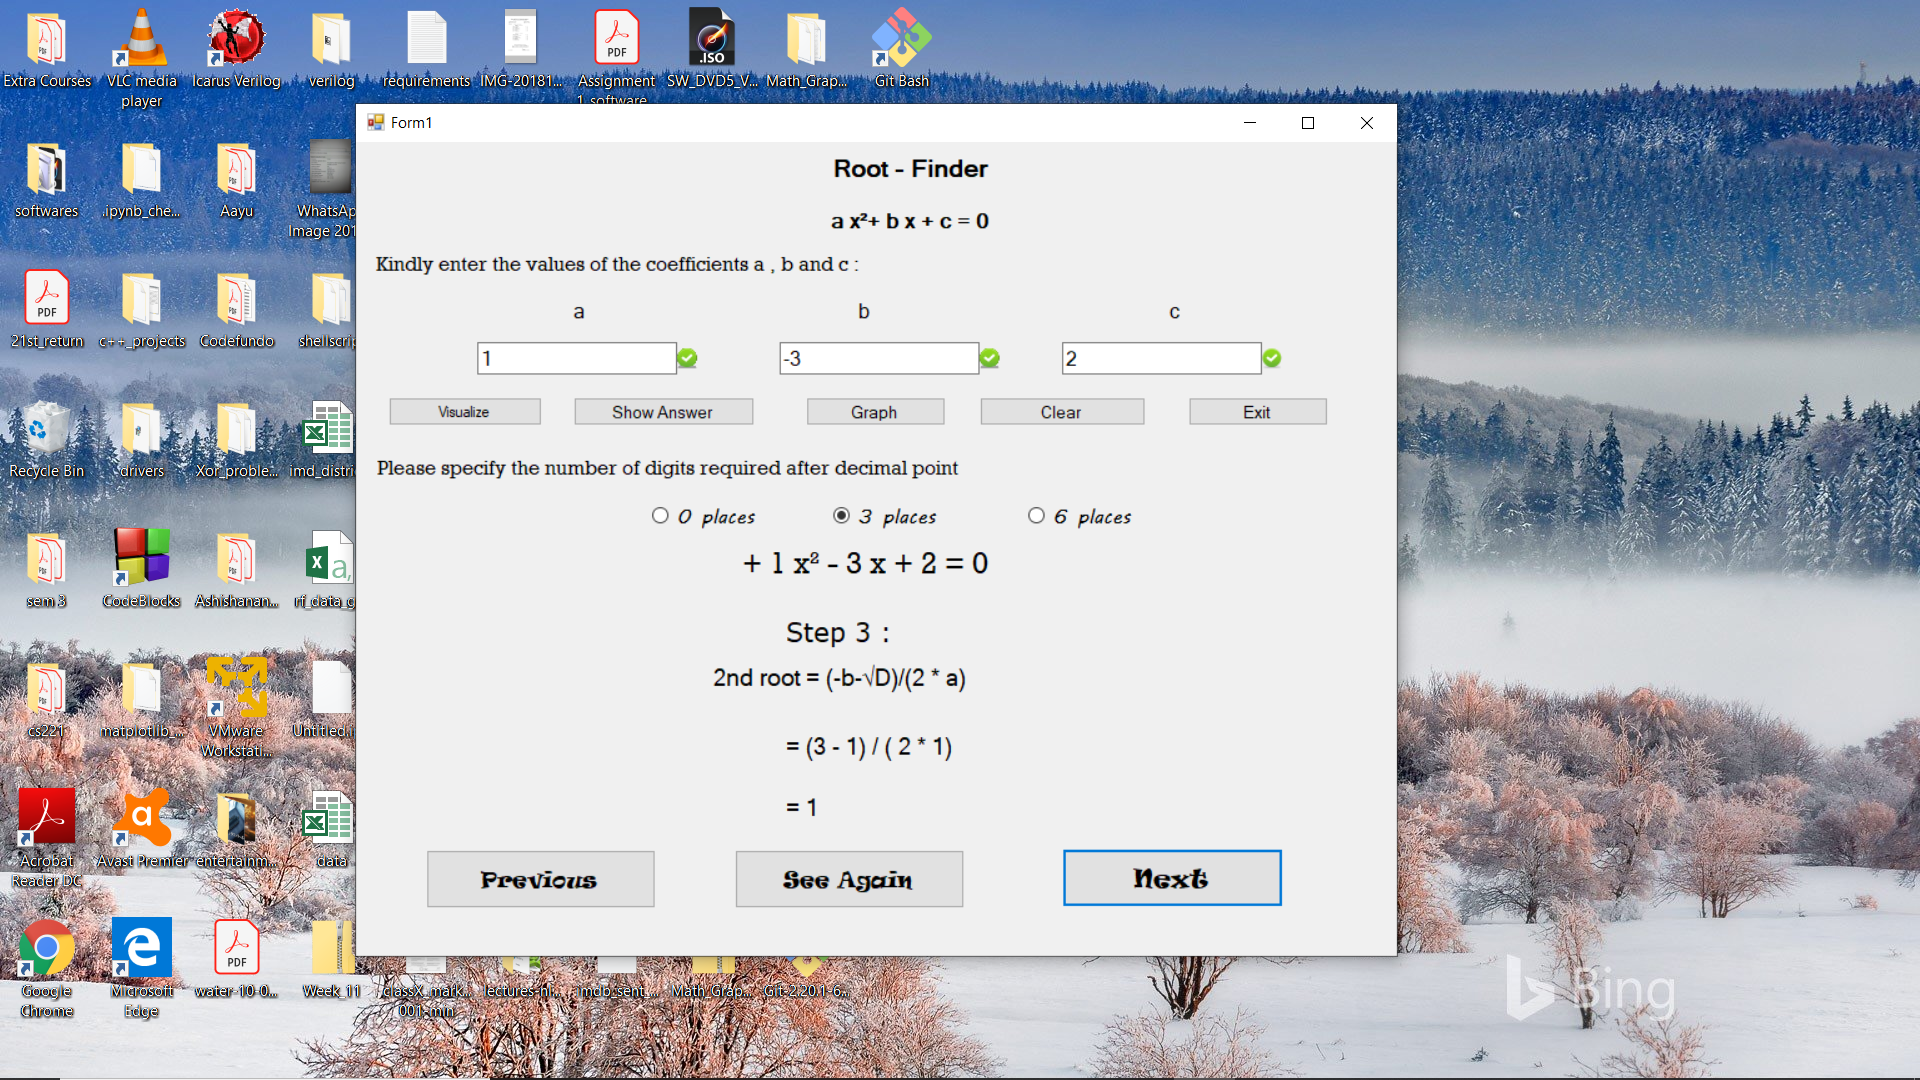 Extra Courses
VLC media player
Icarus Verilog
verilog
requirements
IMG-20181...
Assignment
SW_DVD5_V...
Math_Grap...
Git Bash
Form1
Root - Finder
a x²+ b x + c = 0
Kindly enter the values of the coefficients a , b and c :
a b c
1 -3 2
Visualize Show Answer Graph Clear Exit
Please specify the number of digits required after decimal point
0 places 3 places 6 places
+ 1 x² - 3 x + 2 = 0
Step 3 :
2nd root = (-b-√D)/(2 * a)
= (3 - 1) / ( 2 * 1)
= 1
Previous See Again Next
softwares
.ipynb_che...
Aayu
WhatsAp
Image 201
21st_return
c++_projects
Codefundo
shellscrip
Recycle Bin
drivers
Xor_proble...
imd_distri
sem 3
CodeBlocks
Ashishanan...
rf_data_g
cs221
matplotlib_...
VMware
Workstati...
Untitled.i
Acrobat
Reader DC
Avast Premier
entertainm...
data
Google
Chrome
Microsoft
Edge
water-10-0...
Week_11
classX_mark...
001-min
lectures-ni...
imdb_sent_...
Math_Grap...
Git-2.20.1-6...
Bing